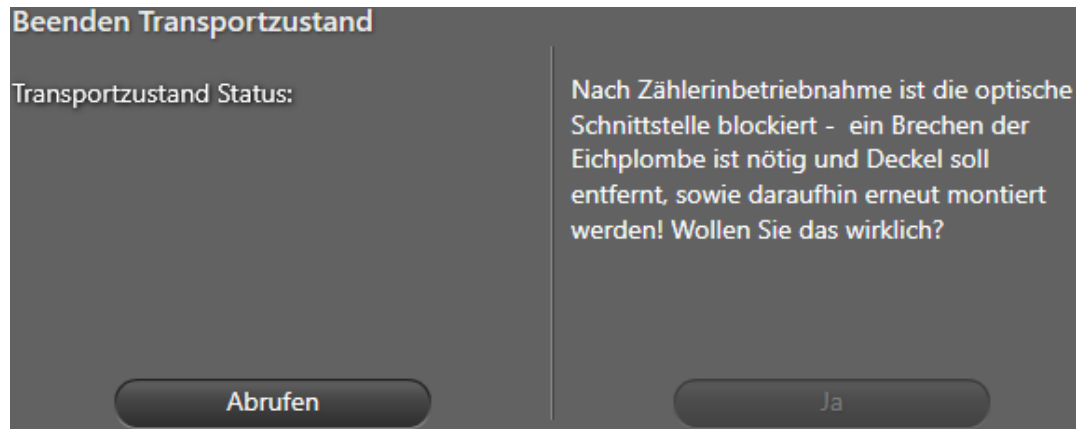 Beenden Transportzustand
Transportzustand Status:
Nach Zählerinbetriebnahme ist die optische
Schnittstelle blockiert -  ein Brechen der
Eichplombe ist nötig und Deckel soll
entfernt, sowie daraufhin erneut montiert
werden! Wollen Sie das wirklich?
Abrufen
Ja